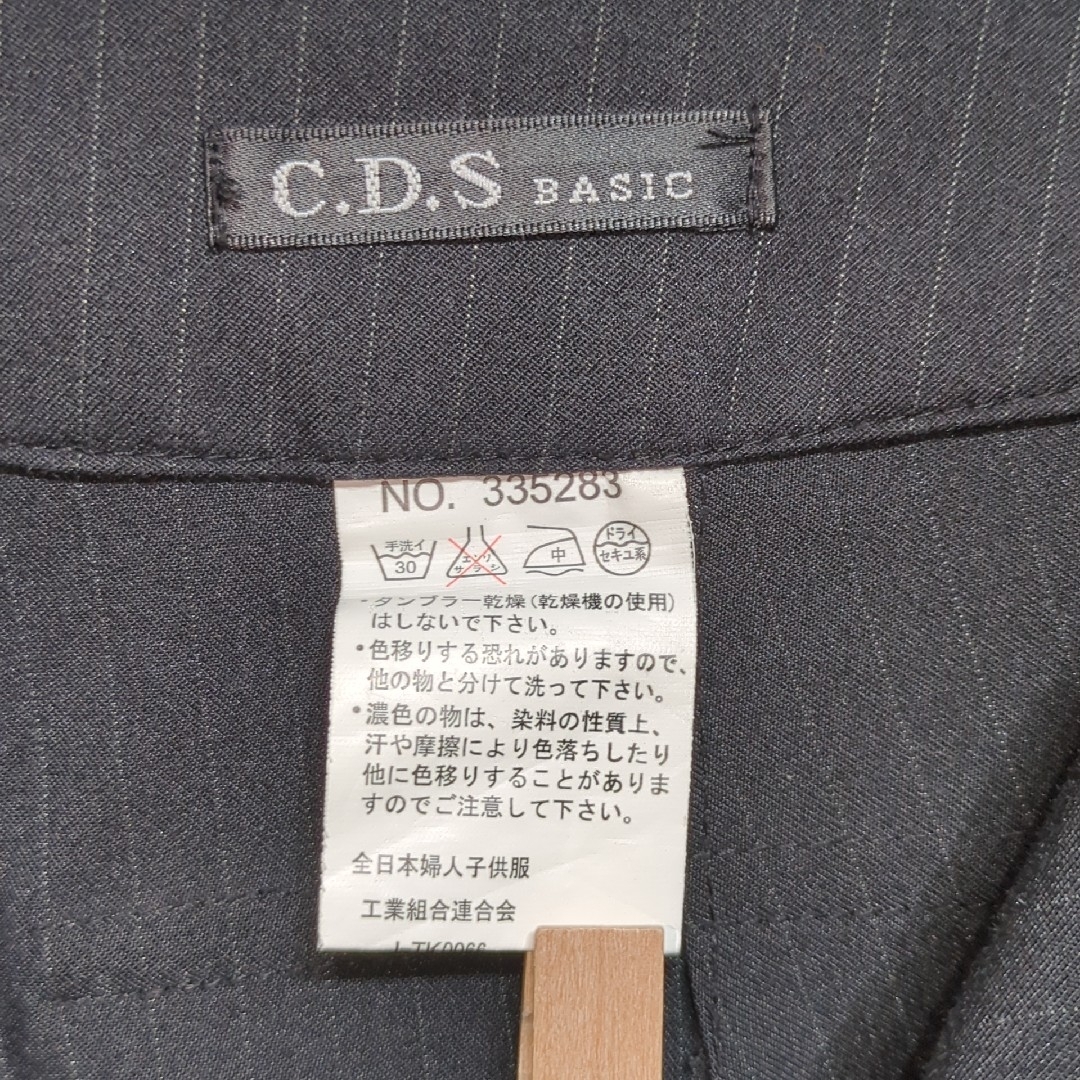 C.D.S BASIC
NO. 335283
手洗イ 30 エンソ サラシ 中 ドライ セキユ系
・タンブラー乾燥(乾燥機の使用)
はしないで下さい。
・色移りする恐れがありますので、
他の物と分けて洗って下さい。
・濃色の物は、染料の性質上、
汗や摩擦により色落ちしたり
他に色移りすることがありま
すのでご注意して下さい。
全日本婦人子供服
工業組合連合会